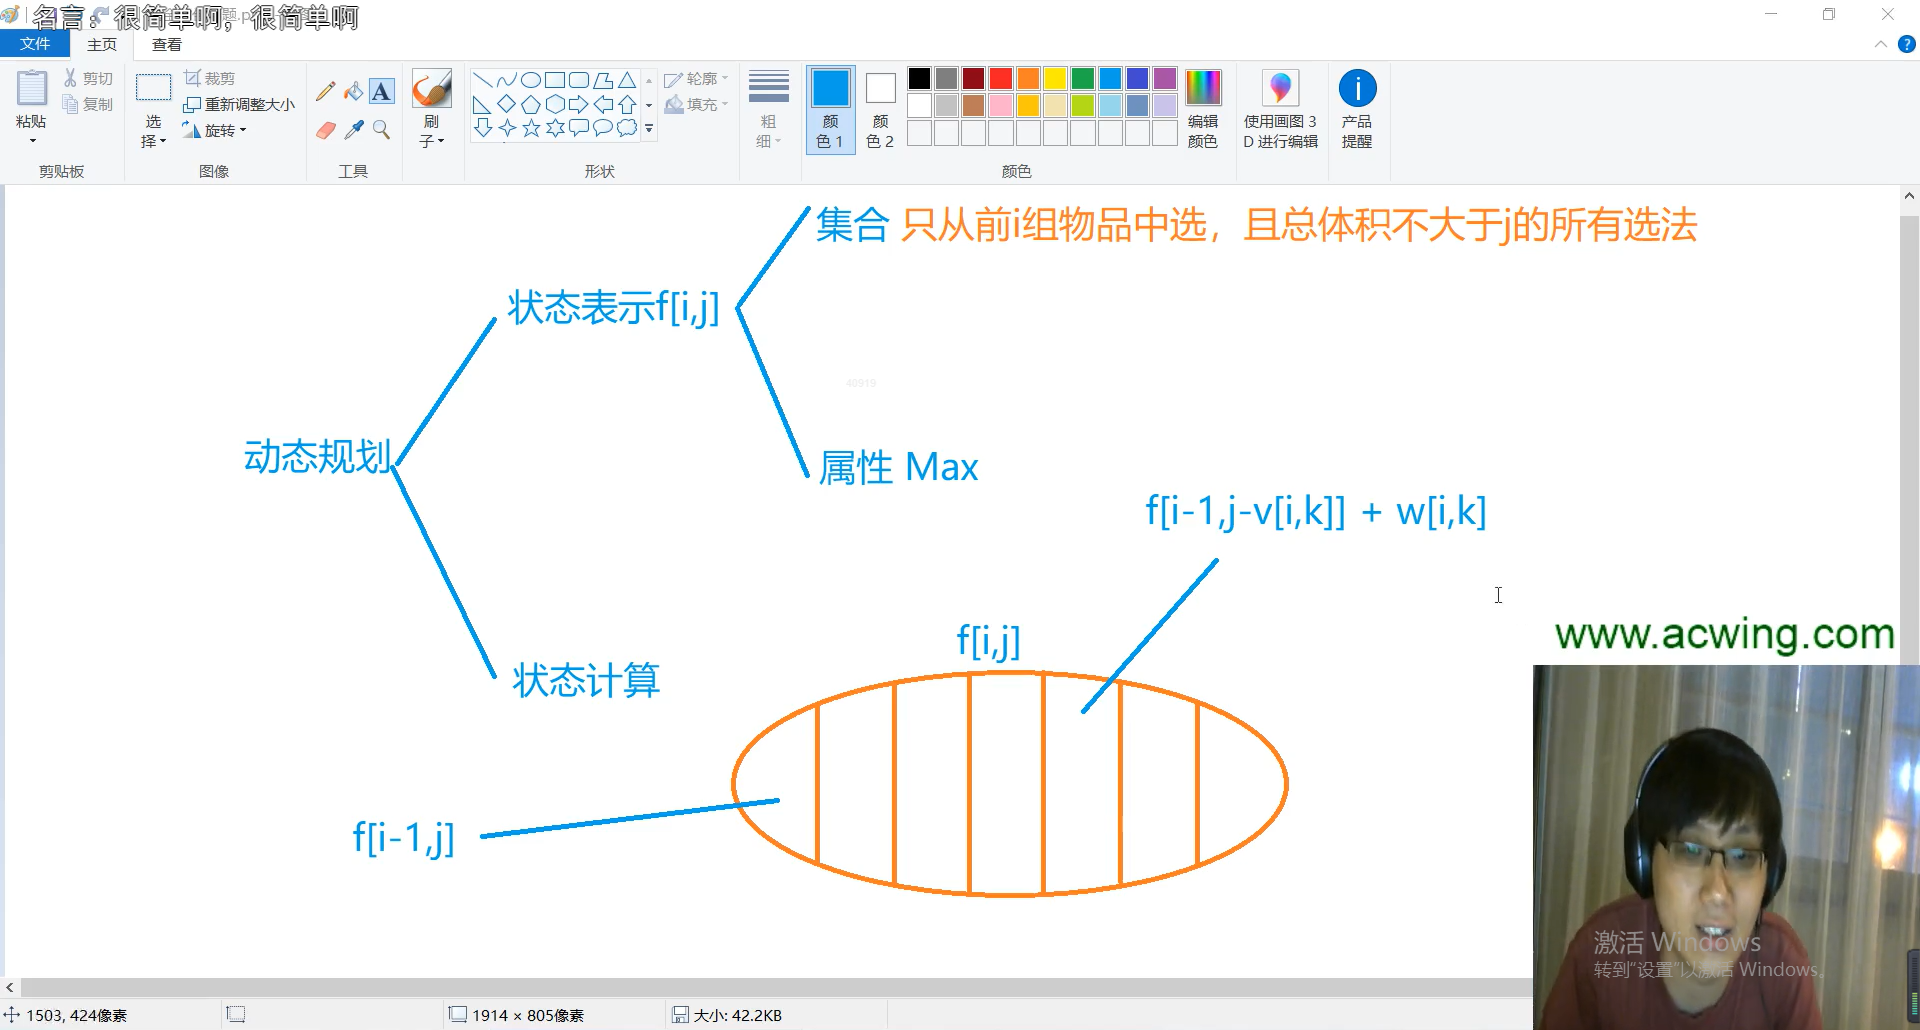 名言：很简单啊，很简单啊
文件 主页 查看
粘贴
剪切
复制
剪贴板
选择
裁剪
重新调整大小
旋转
图像
A
工具
刷子
形状
轮廓
填充
粗细
颜色 1
颜色 2
颜色
编辑颜色
使用画图 3D 进行编辑
产品提醒
集合 只从前i组物品中选，且总体积不大于j的所有选法
状态表示f[i,j]
40919
动态规划
属性 Max
f[i-1,j-v[i,k]] + w[i,k]
f[i,j]
www.acwing.com
状态计算
f[i-1,j]
激活 Windows
转到“设置”以激活 Windows。
1503, 424像素
1914 × 805像素
大小: 42.2KB